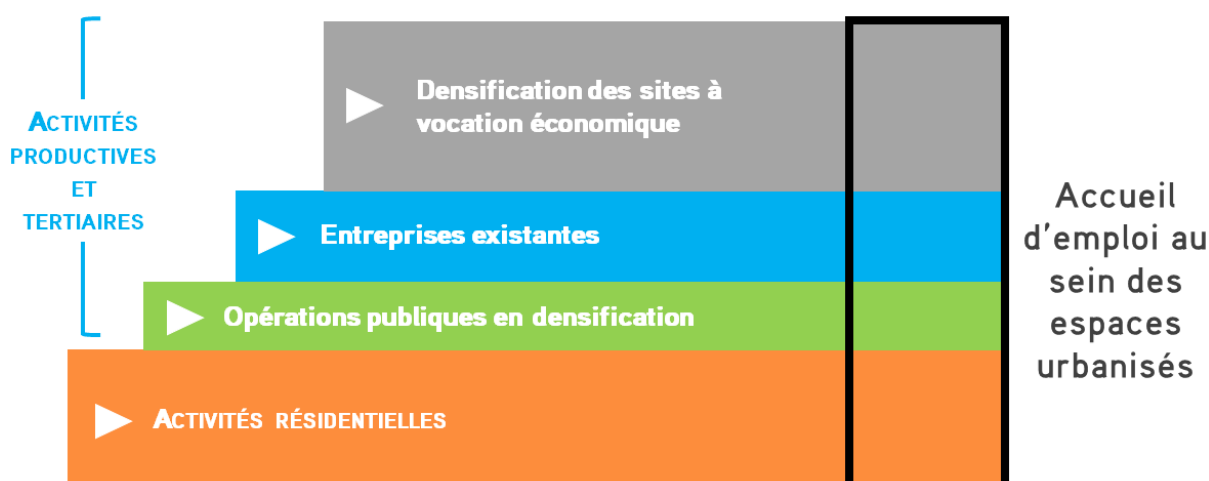 Densification des sites à
vocation économique
ACTIVITÉS
PRODUCTIVES
ET
TERTIAIRES
Entreprises existantes
Opérations publiques en densification
ACTIVITÉS RÉSIDENTIELLES
Accueil
d'emploi au
sein des
espaces
urbanisés